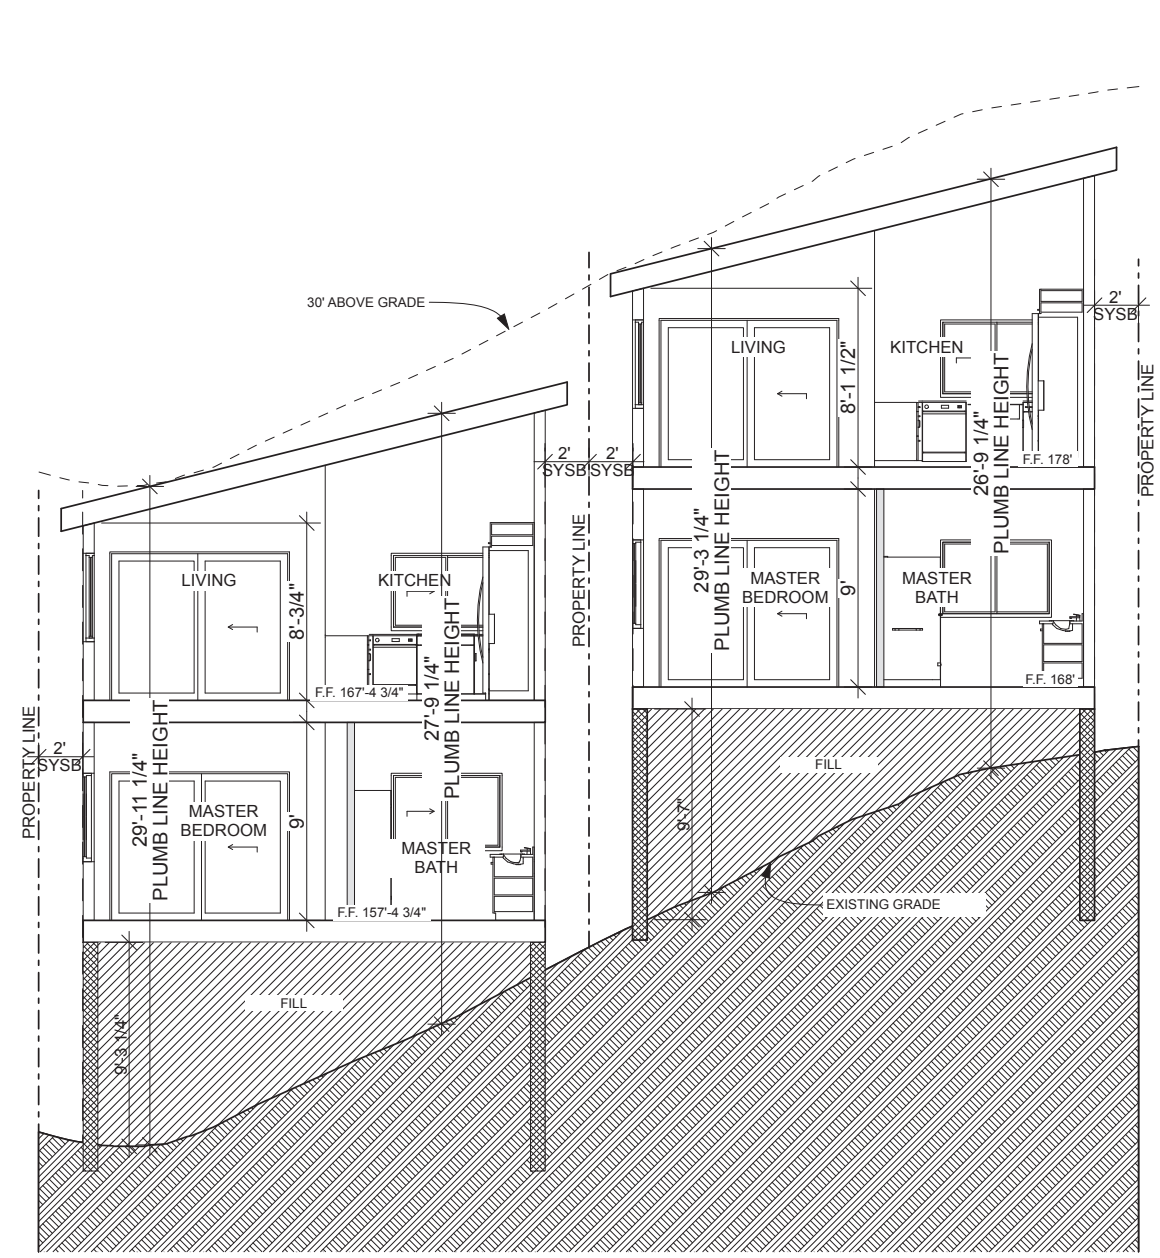 30' ABOVE GRADE
2'
SYSB
LIVING
KITCHEN
8'-1 1/2"
PROPERTY LINE
26'-9 1/4"
PLUMB LINE HEIGHT
F.F. 178'
2'
SYSB
2'
SYSB
29'-3 1/4"
PLUMB LINE HEIGHT
PROPERTY LINE
MASTER
BEDROOM
9'
MASTER
BATH
F.F. 168'
LIVING
KITCHEN
8'-3/4"
F.F. 167'-4 3/4"
27'-9 1/4"
PLUMB LINE HEIGHT
PROPERTY LINE
2'
SYSB
29'-11 1/4"
PLUMB LINE HEIGHT
MASTER
BEDROOM
9'
MASTER
BATH
F.F. 157'-4 3/4"
FILL
9'-7"
EXISTING GRADE
FILL
9'-3 1/4"